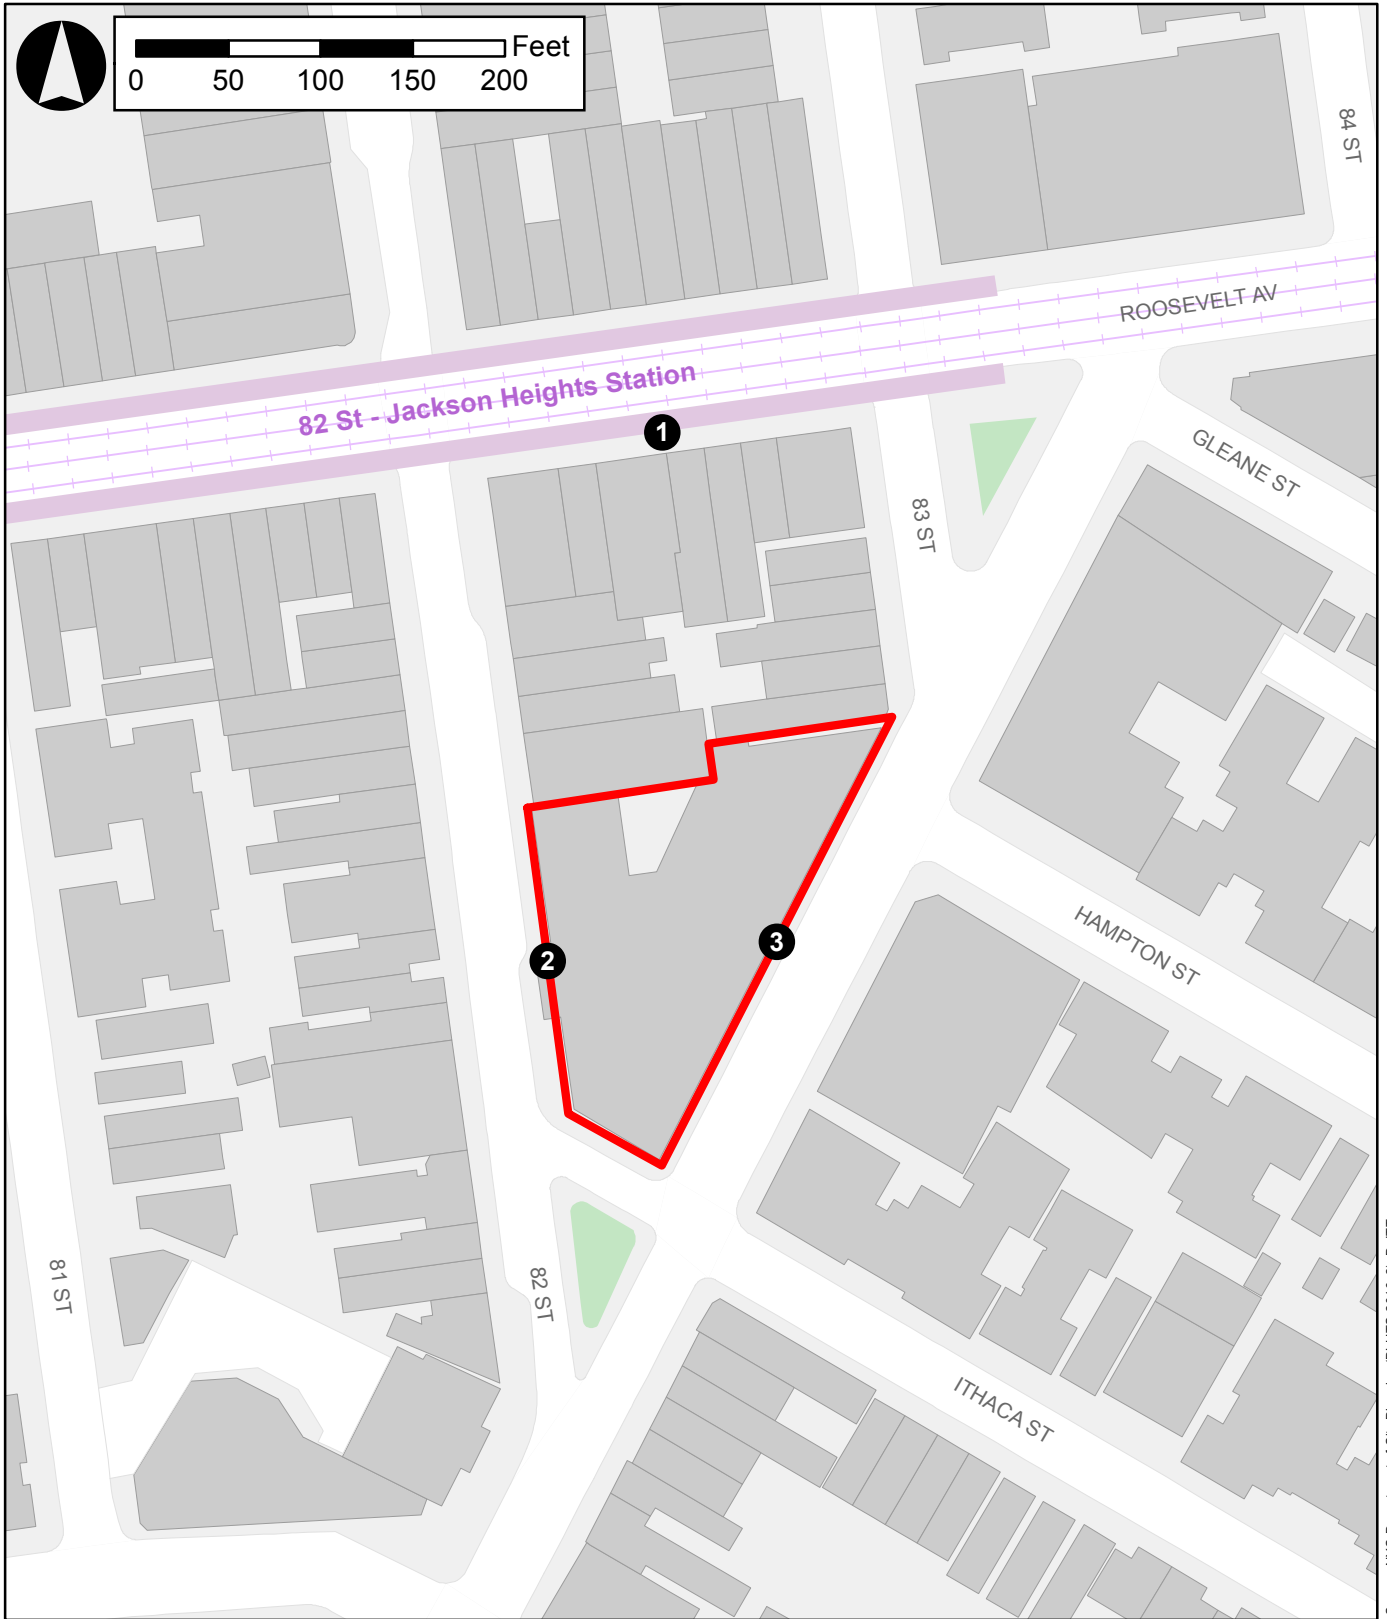 Feet
0 50 100 150 200
84 ST
ROOSEVELT AV
82 St - Jackson Heights Station
1
GLEANE ST
83 ST
HAMPTON ST
2
3
81 ST
82 ST
ITHACA ST